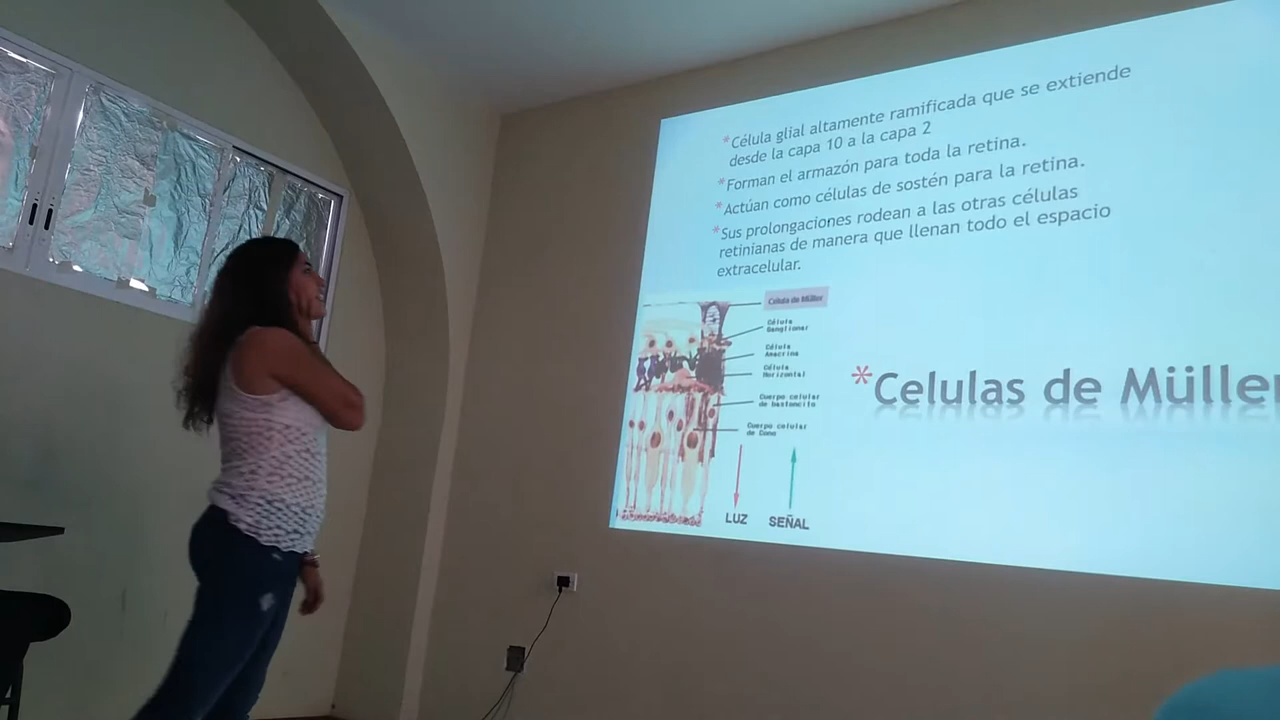 *Célula glial altamente ramificada que se extiende
desde la capa 10 a la capa 2
*Forman el armazón para toda la retina.
*Actúan como células de sostén para la retina.
*Sus prolongaciones rodean a las otras células
retinianas de manera que llenan todo el espacio
extracelular.
Célula de Müller
Célula
Ganglionar
Célula
Amacrina
Célula
Horizontal
Cuerpo celular
de bastoncito
Cuerpo celular
de Cono
LUZ
SEÑAL
*Celulas de Müller